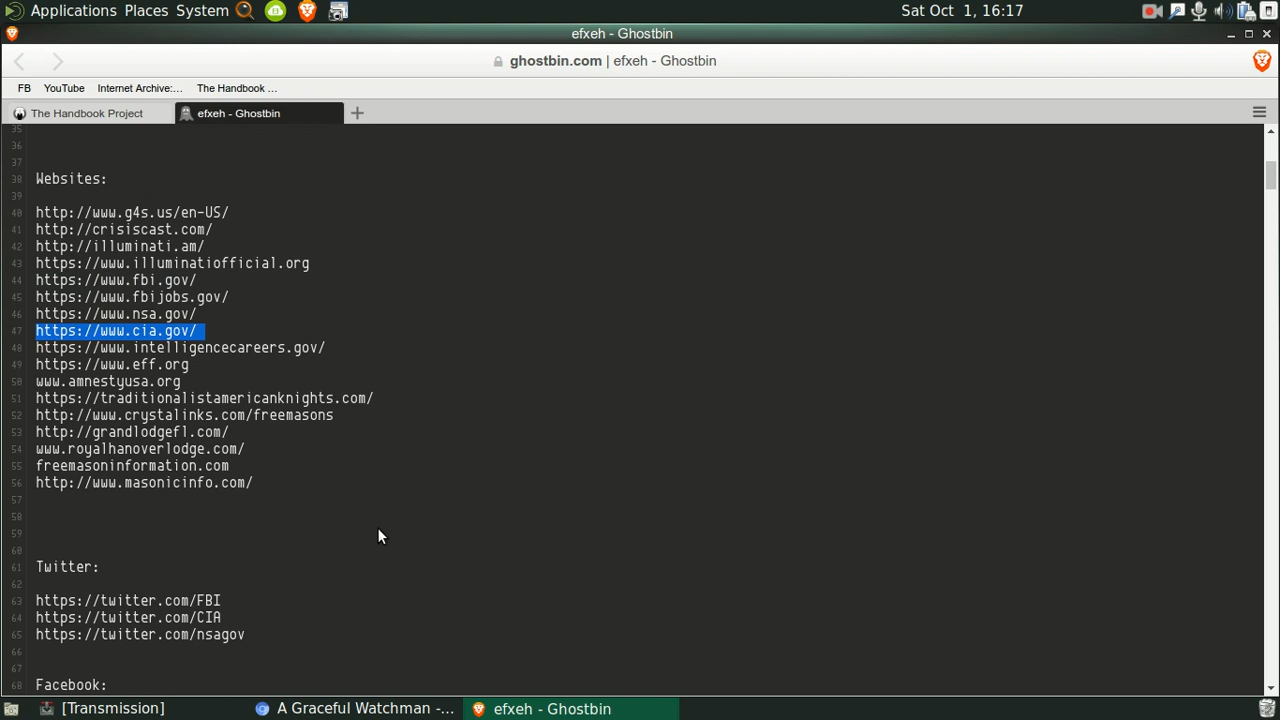 Applications Places System
Sat Oct 1, 16:17
efxeh - Ghostbin
ghostbin.com | efxeh - Ghostbin
FB YouTube Internet Archive:... The Handbook ...
The Handbook Project
efxeh - Ghostbin
35
36
37
38 Websites:
39
40 http://www.g4s.us/en-US/
41 http://crisiscast.com/
42 http://illuminati.am/
43 https://www.illuminatiofficial.org
44 https://www.fbi.gov/
45 https://www.fbijobs.gov/
46 https://www.nsa.gov/
47 https://www.cia.gov/
48 https://www.intelligencecareers.gov/
49 https://www.eff.org
50 www.amnestyusa.org
51 https://traditionalistamericanknights.com/
52 http://www.crystalinks.com/freemasons
53 http://grandlodgefl.com/
54 www.royalhanoverlodge.com/
55 freemasoninformation.com
56 http://www.masonicinfo.com/
57
58
59
60
61 Twitter:
62
63 https://twitter.com/FBI
64 https://twitter.com/CIA
65 https://twitter.com/nsagov
66
67
68 Facebook:
[Transmission]
A Graceful Watchman -...
efxeh - Ghostbin